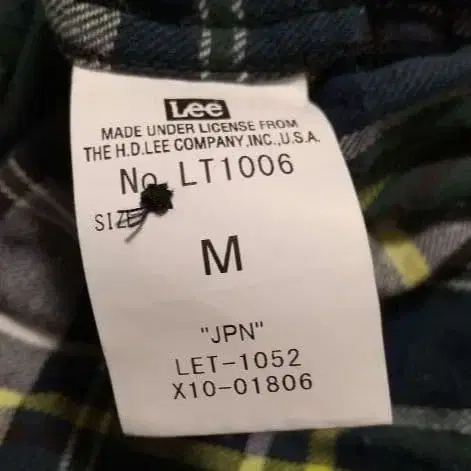 Lee
MADE UNDER LICENSE FROM
THE H.D.LEE COMPANY,INC.,U.S.A.
No. LT1006
SIZE
M
"JPN"
LET-1052
X10-01806